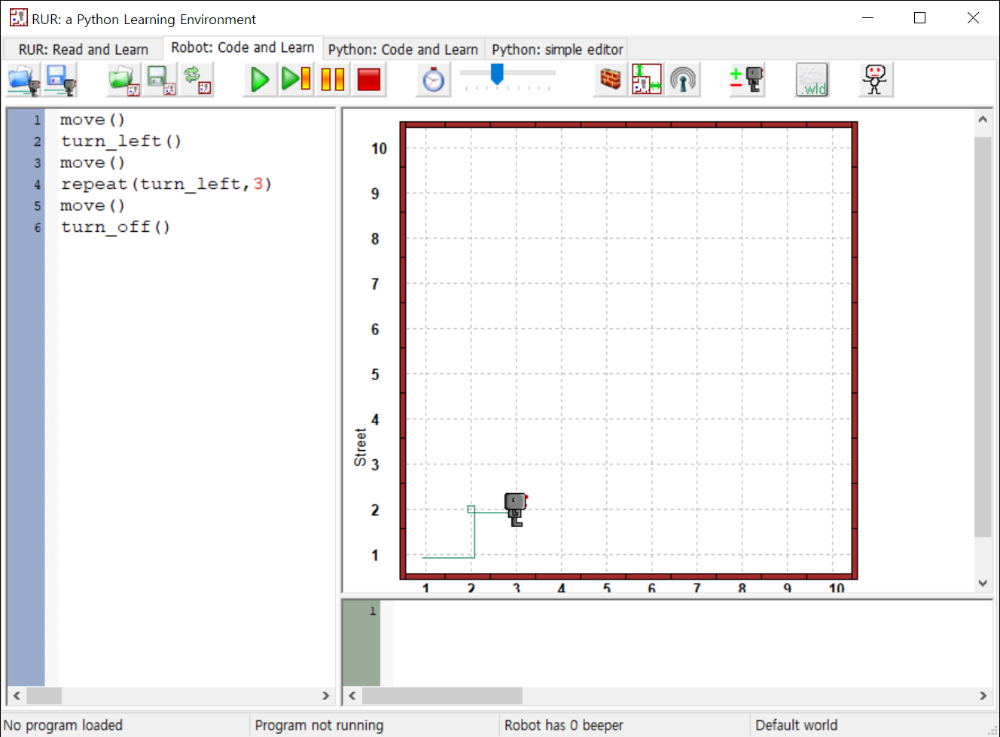 RUR: a Python Learning Environment
RUR: Read and Learn Robot: Code and Learn Python: Code and Learn Python: simple editor
.wld
1 move()
2 turn_left()
3 move()
4 repeat(turn_left,3)
5 move()
6 turn_off()
10
9
8
7
6
5
4
Street
3
2
1
1 2 3 4 5 6 7 8 9 10
1
No program loaded Program not running Robot has 0 beeper Default world